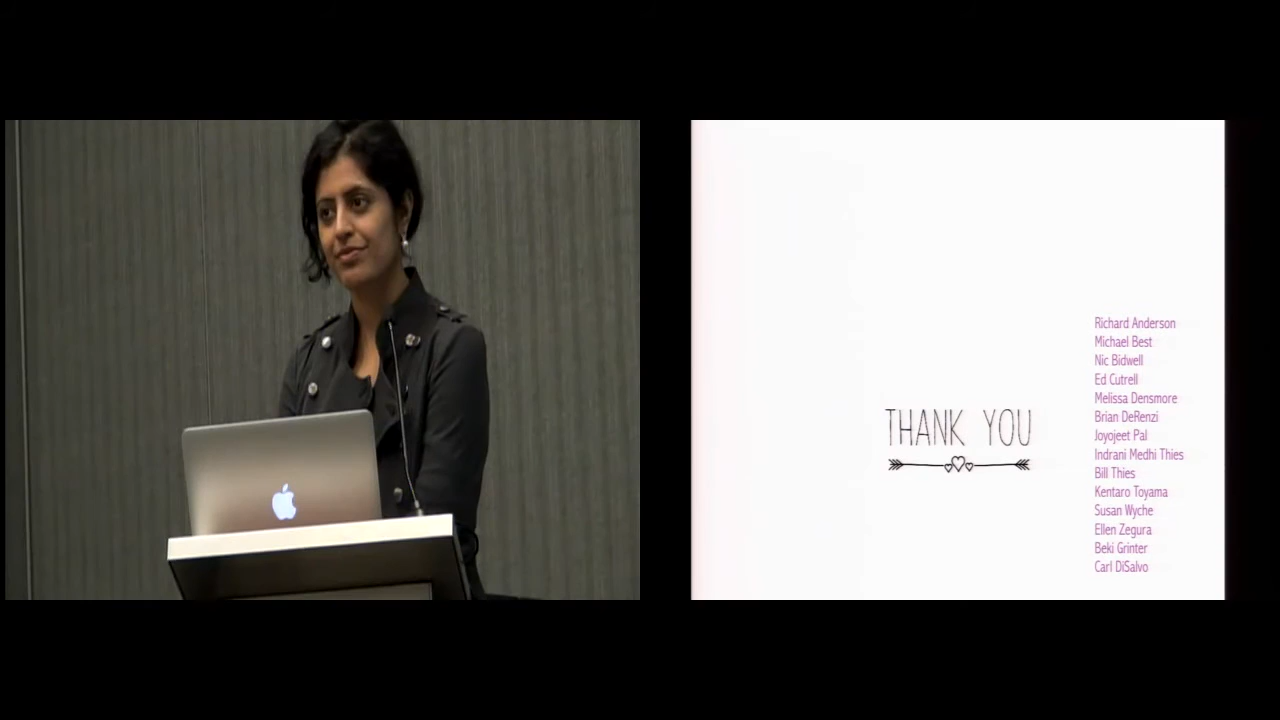 THANK YOU
Richard Anderson
Michael Best
Nic Bidwell
Ed Cutrell
Melissa Densmore
Brian DeRenzi
Joyojeet Pal
Indrani Medhi Thies
Bill Thies
Kentaro Toyama
Susan Wyche
Ellen Zegura
Beki Grinter
Carl DiSalvo